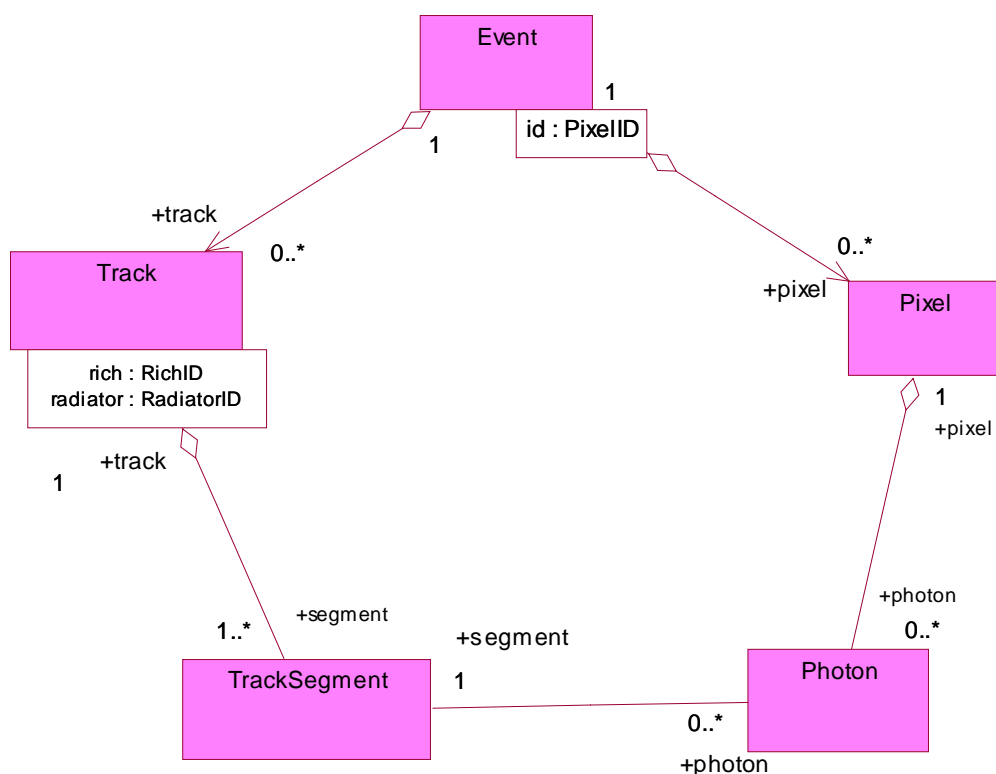 Event
1
id : PixelID
1
+track
0..*
0..*
+pixel
Track
Pixel
rich : RichID
radiator : RadiatorID
1
+pixel
+track
1
+photon
+segment
1..*
0..*
+segment
TrackSegment
Photon
1
0..*
+photon